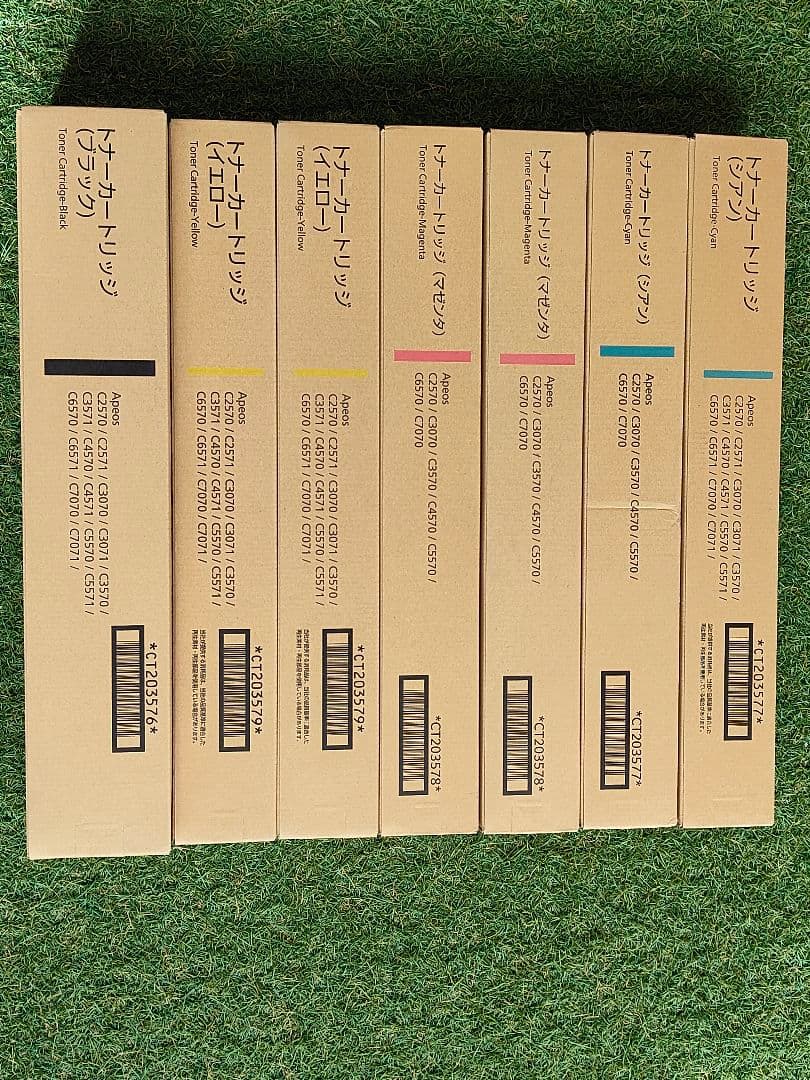 トナーカートリッジ
(ブラック)
Toner Cartridge-Black
Apeos
C2570 / C2571 / C3070 / C3071 / C3570 /
C3571 / C4570 / C4571 / C5570 / C5571 /
C6570 / C6571 / C7070 / C7071 /
*CT203576*
トナーカートリッジ
(イエロー)
Toner Cartridge-Yellow
Apeos
C2570 / C2571 / C3070 / C3071 / C3570 /
C3571 / C4570 / C4571 / C5570 / C5571 /
C6570 / C6571 / C7070 / C7071 /
*CT203579*
トナーカートリッジ
(イエロー)
Toner Cartridge-Yellow
Apeos
C2570 / C2571 / C3070 / C3071 / C3570 /
C3571 / C4570 / C4571 / C5570 / C5571 /
C6570 / C6571 / C7070 / C7071 /
*CT203579*
トナーカートリッジ (マゼンタ)
Toner Cartridge-Magenta
Apeos
C2570 / C3070 / C3570 / C4570 / C5570 /
C6570 / C7070
*CT203578*
トナーカートリッジ (マゼンタ)
Toner Cartridge-Magenta
Apeos
C2570 / C3070 / C3570 / C4570 / C5570 /
C6570 / C7070
*CT203578*
トナーカートリッジ (シアン)
Toner Cartridge-Cyan
Apeos
C2570 / C3070 / C3570 / C4570 / C5570 /
C6570 / C7070
*CT203577*
トナーカートリッジ
(シアン)
Toner Cartridge-Cyan
Apeos
C2570 / C2571 / C3070 / C3071 / C3570 /
C3571 / C4570 / C4571 / C5570 / C5571 /
C6570 / C6571 / C7070 / C7071 /
*CT203577*